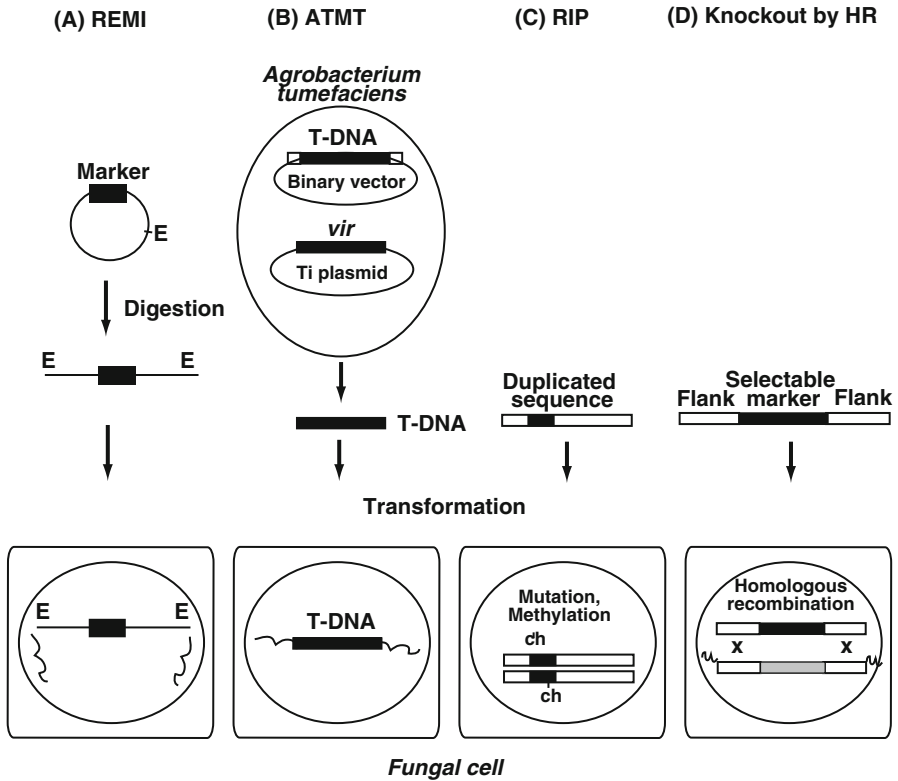 (A) REMI
(B) ATMT
(C) RIP
(D) Knockout by HR
Agrobacterium
tumefaciens
T-DNA
Binary vector
vir
Ti plasmid
Marker
E
Digestion
E E
T-DNA
Duplicated
sequence
Selectable
Flank marker Flank
Transformation
E E
T-DNA
Mutation,
Methylation
ch
ch
Homologous
recombination
x x
Fungal cell